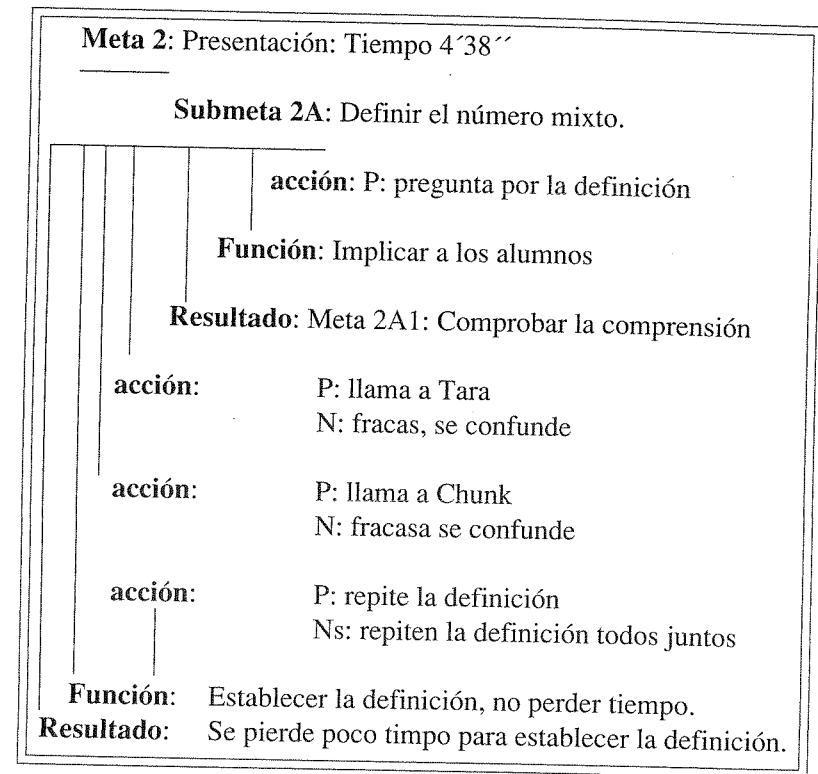 Meta 2: Presentación: Tiempo 4´38´´
Submeta 2A: Definir el número mixto.
acción: P: pregunta por la definición
Función: Implicar a los alumnos
Resultado: Meta 2A1: Comprobar la comprensión
acción: P: llama a Tara
N: fracas, se confunde
acción: P: llama a Chunk
N: fracasa se confunde
acción: P: repite la definición
Ns: repiten la definición todos juntos
Función: Establecer la definición, no perder tiempo.
Resultado: Se pierde poco timpo para establecer la definición.